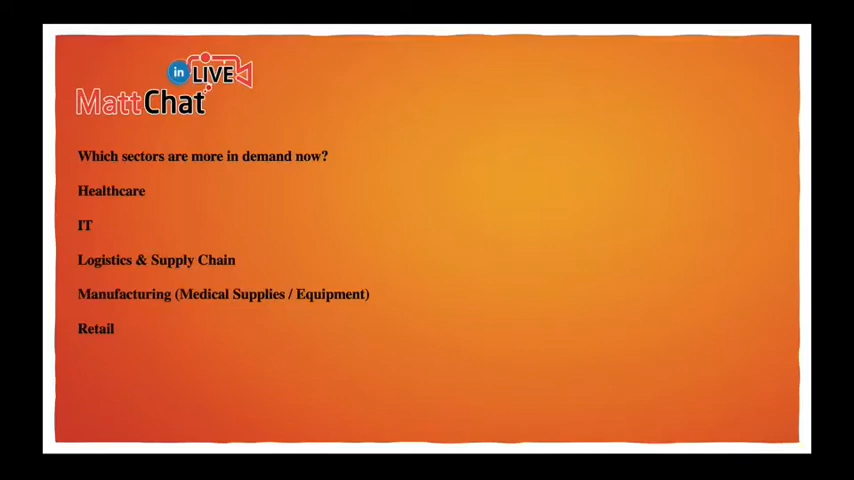 in LIVE
MattChat
Which sectors are more in demand now?
Healthcare
IT
Logistics & Supply Chain
Manufacturing (Medical Supplies / Equipment)
Retail